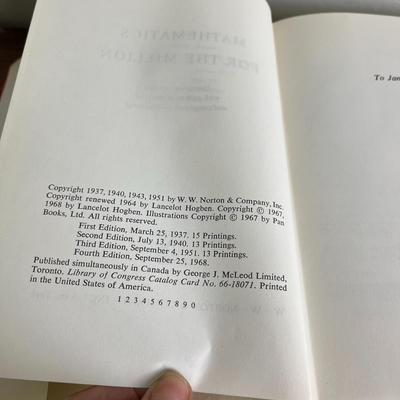 MATHEMATICS
FOR THE MILLION
Copyright 1937, 1940, 1943, 1951 by W. W. Norton & Company, Inc.
Copyright renewed 1964 by Lancelot Hogben. Copyright © 1967,
1968 by Lancelot Hogben. Illustrations Copyright © 1967 by Pan
Books, Ltd. All rights reserved.
First Edition, March 25, 1937. 15 Printings.
Second Edition, July 13, 1940. 13 Printings.
Third Edition, September 4, 1951. 13 Printings.
Fourth Edition, September 25, 1968.
Published simultaneously in Canada by George J. McLeod Limited,
Toronto. Library of Congress Catalog Card No. 66-18071. Printed
in the United States of America.
1 2 3 4 5 6 7 8 9 0
To Jan